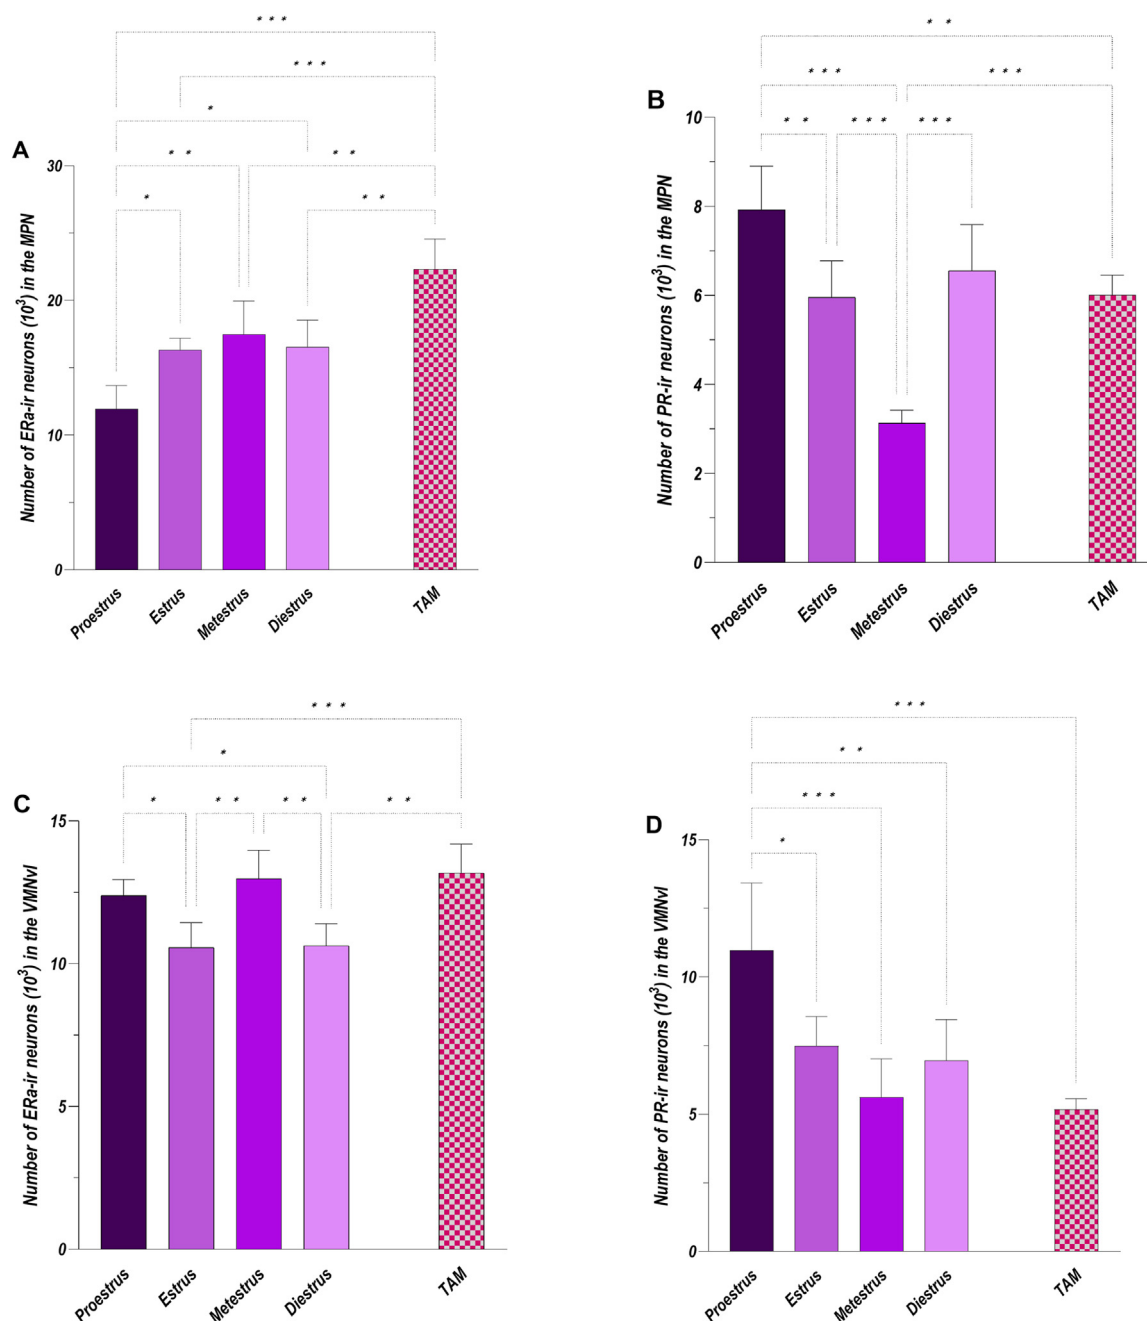 * * *
* * *
*
A
* *
* *
*
* *
30
20
10
0
Number of ERa-ir neurons (10³) in the MPN
Proestrus
Estrus
Metestrus
Diestrus
TAM
* *
* * *
* * *
B
* *
* * *
* * *
10
8
6
4
2
0
Number of PR-ir neurons (10³) in the MPN
Proestrus
Estrus
Metestrus
Diestrus
TAM
* * *
*
C
*
* *
* *
* *
15
10
5
0
Number of ERa-ir neurons (10³) in the VMNvl
Proestrus
Estrus
Metestrus
Diestrus
TAM
* * *
* *
* * *
D
*
15
10
5
0
Number of PR-ir neurons (10³) in the VMNvl
Proestrus
Estrus
Metestrus
Diestrus
TAM